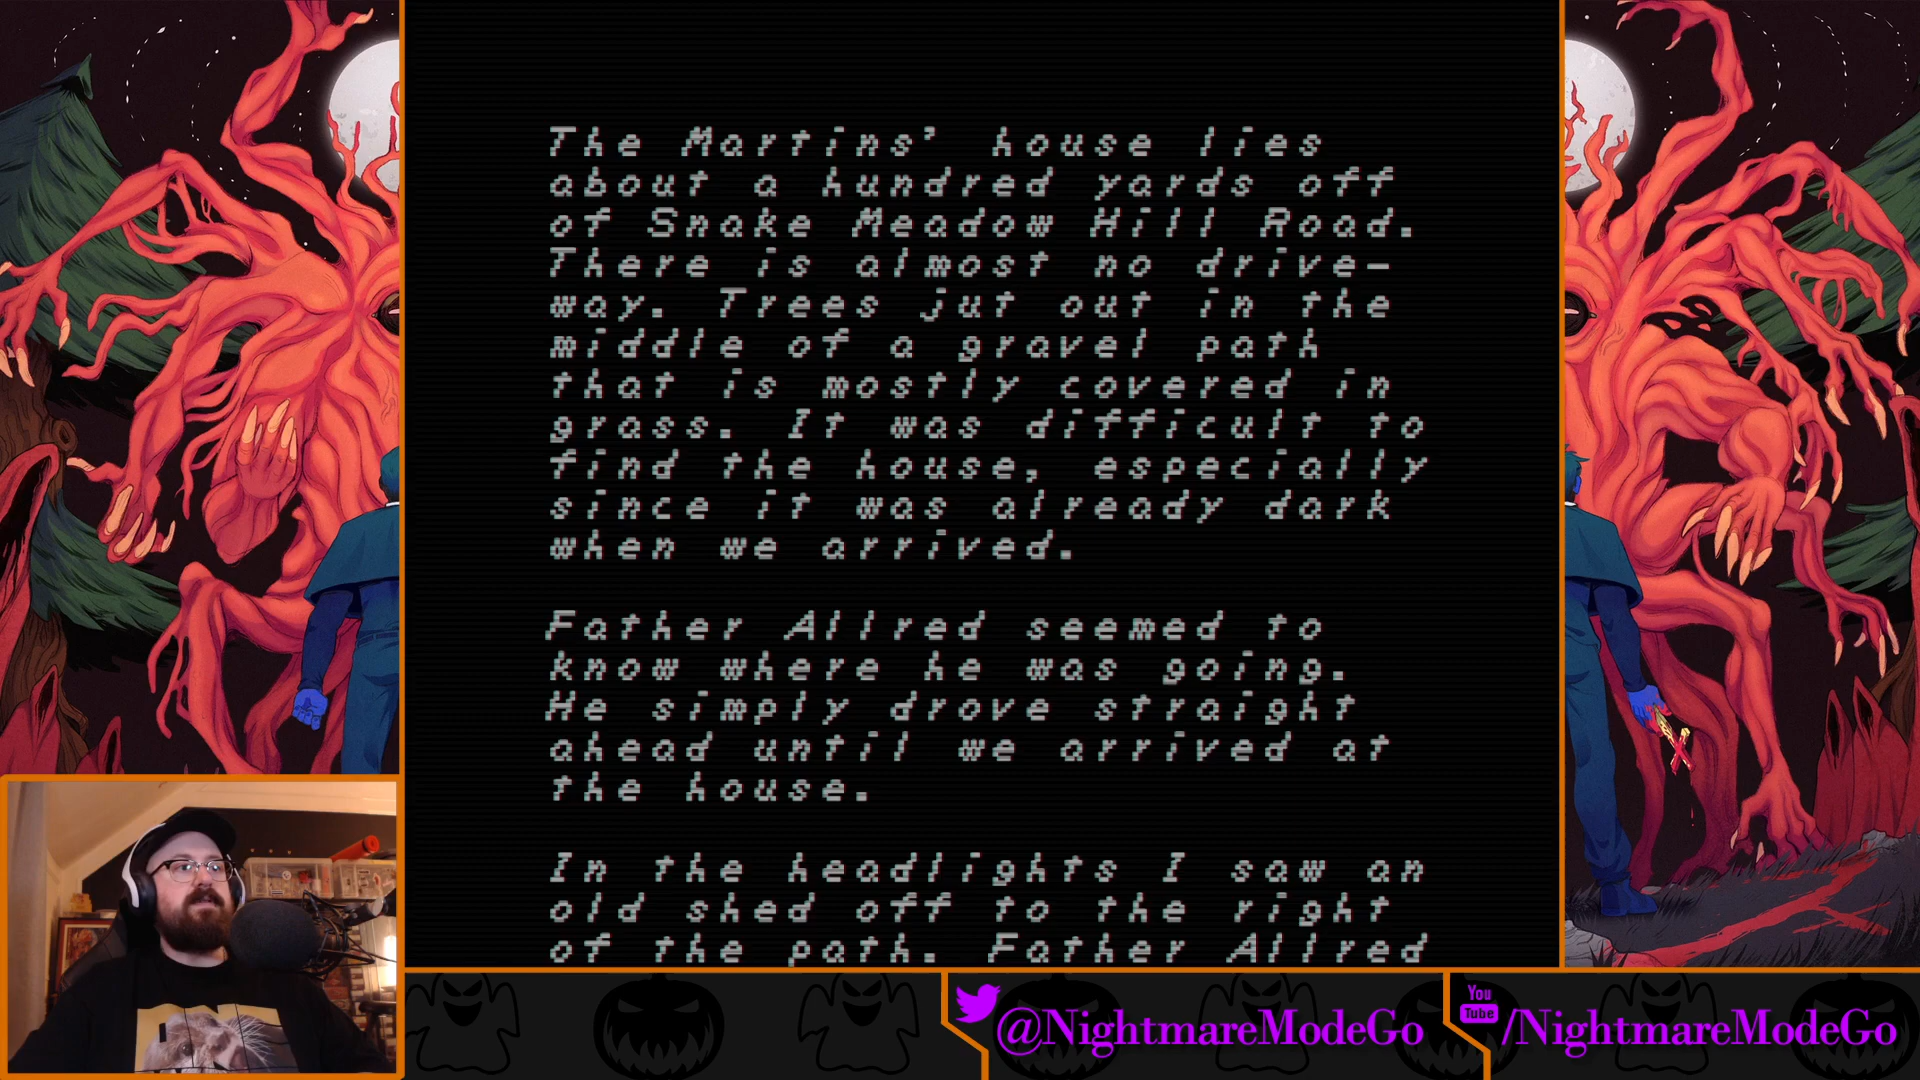 The Martins' house lies
about a hundred yards off
of Snake Meadow Hill Road.
There is almost no drive-
way. Trees jut out in the
middle of a gravel path
that is mostly covered in
grass. It was difficult to
find the house, especially
since it was already dark
when we arrived.
Father Allred seemed to
know where he was going.
He simply drove straight
ahead until we arrived at
the house.
In the headlights I saw an
old shed off to the right
of the path. Father Allred
@NightmareModeGo
You
Tube
/NightmareModeGo